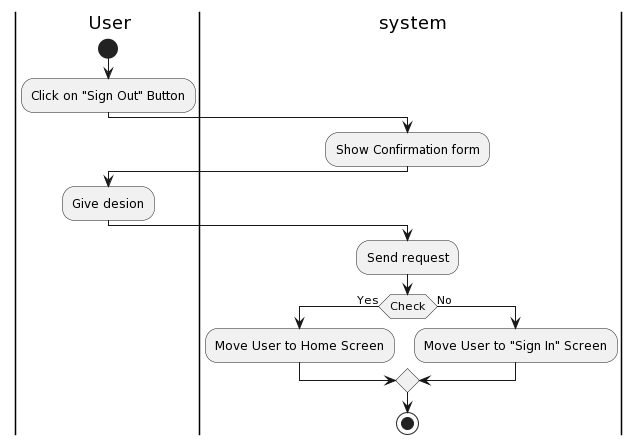 User
system
Click on "Sign Out" Button
Show Confirmation form
Give desion
Send request
Yes
Check
No
Move User to Home Screen
Move User to "Sign In" Screen